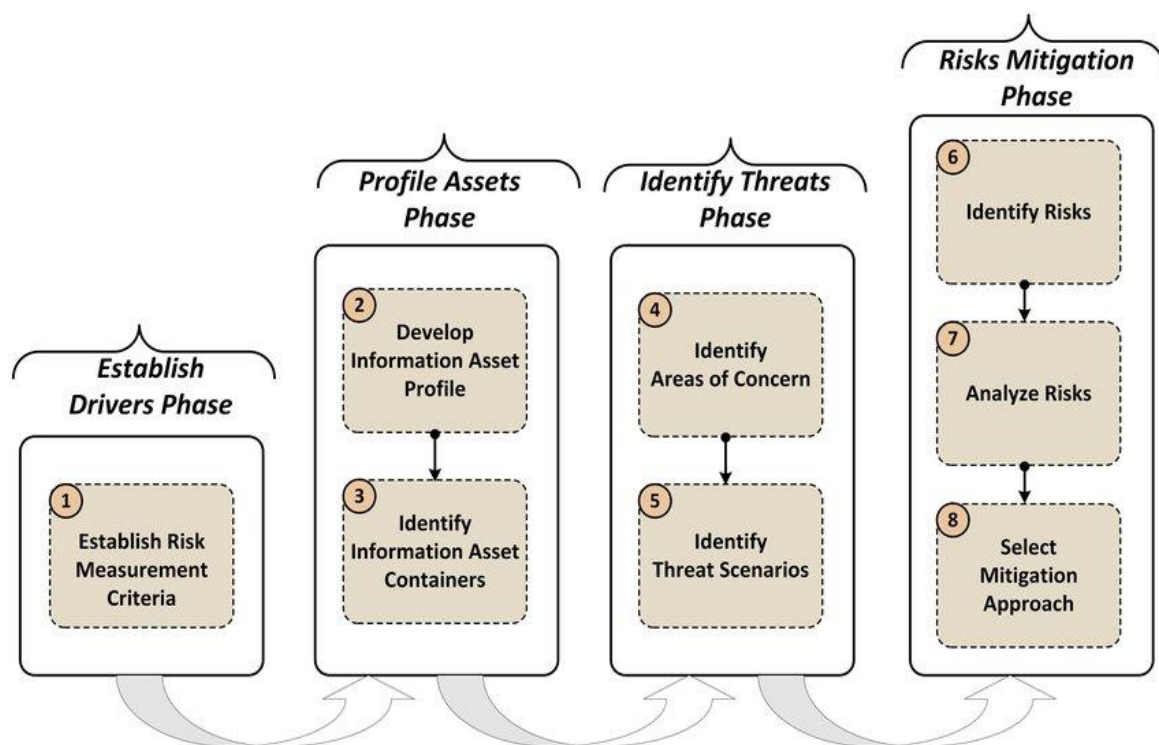 Establish
Drivers Phase
1
Establish Risk
Measurement
Criteria
Profile Assets
Phase
2
Develop
Information Asset
Profile
3
Identify
Information Asset
Containers
Identify Threats
Phase
4
Identify
Areas of Concern
5
Identify
Threat Scenarios
Risks Mitigation
Phase
6
Identify Risks
7
Analyze Risks
8
Select
Mitigation
Approach